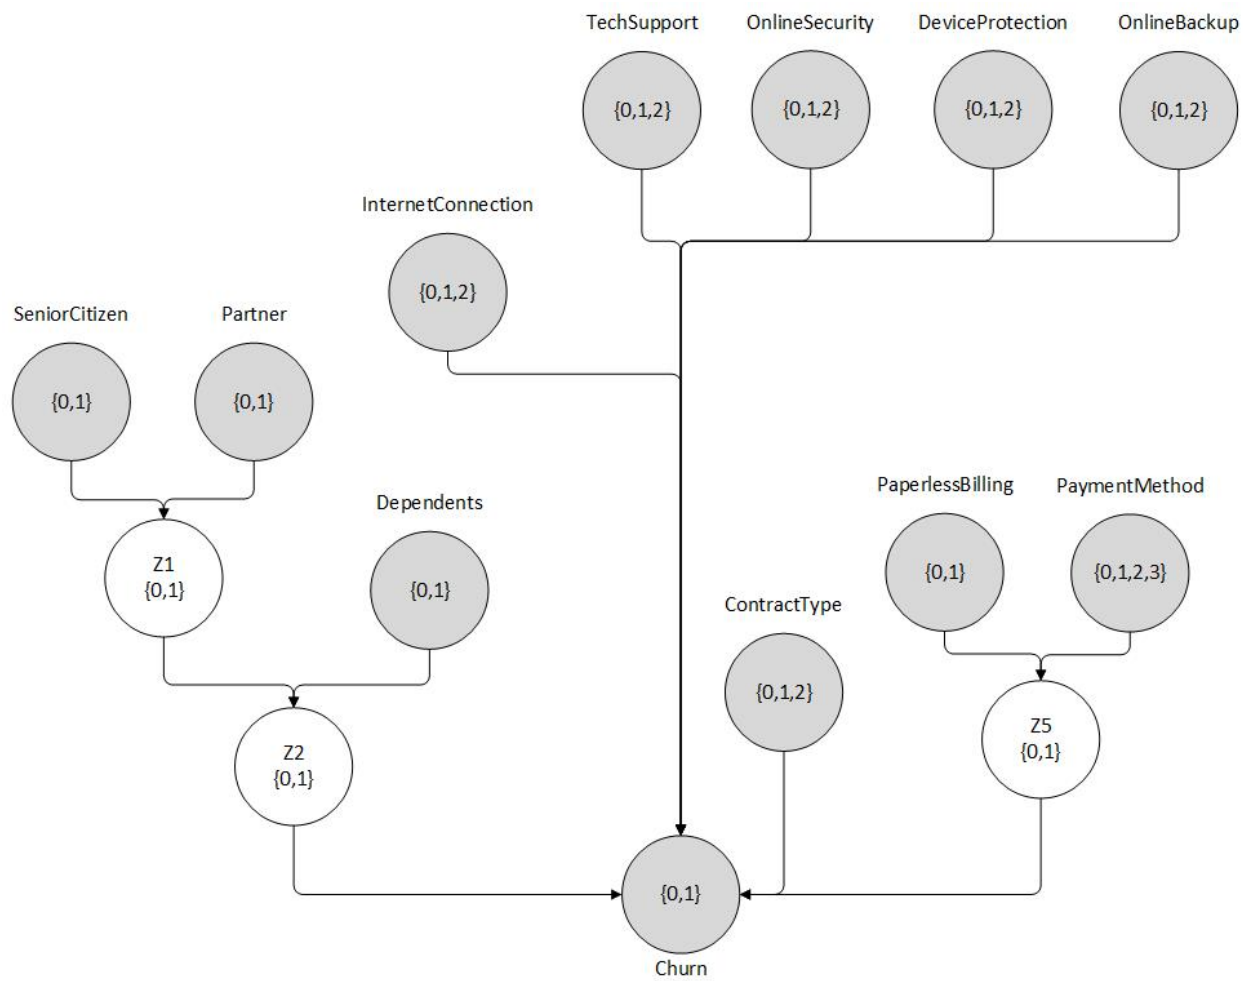 TechSupport
OnlineSecurity
DeviceProtection
OnlineBackup
{0,1,2}
{0,1,2}
{0,1,2}
{0,1,2}
InternetConnection
{0,1,2}
SeniorCitizen
Partner
{0,1}
{0,1}
Dependents
PaperlessBilling
PaymentMethod
Z1
{0,1}
{0,1}
{0,1}
{0,1,2,3}
ContractType
{0,1,2}
Z2
{0,1}
Z5
{0,1}
{0,1}
Churn